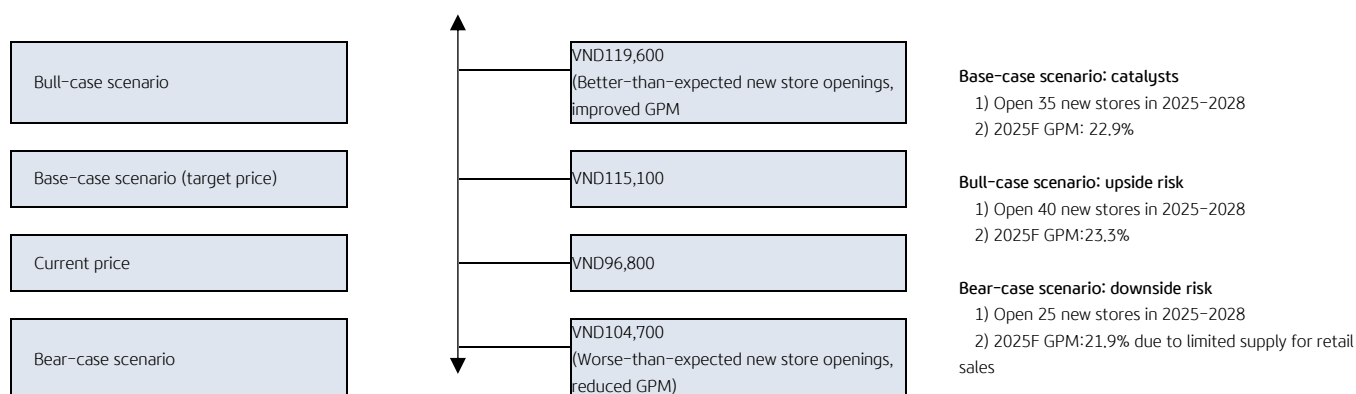 Bull-case scenario
VND119,600
(Better-than-expected new store openings,
improved GPM
Base-case scenario (target price)
VND115,100
Current price
VND96,800
Bear-case scenario
VND104,700
(Worse-than-expected new store openings,
reduced GPM)
Base-case scenario: catalysts
1) Open 35 new stores in 2025-2028
2) 2025F GPM: 22.9%
Bull-case scenario: upside risk
1) Open 40 new stores in 2025-2028
2) 2025F GPM:23.3%
Bear-case scenario: downside risk
1) Open 25 new stores in 2025-2028
2) 2025F GPM:21.9% due to limited supply for retail
sales